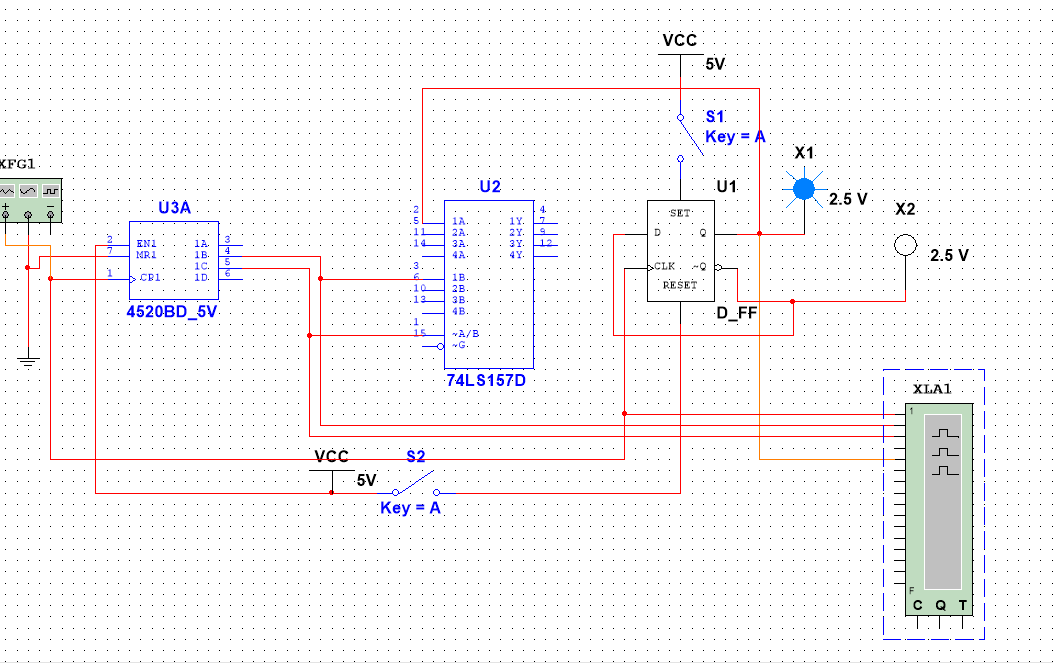 VCC
5V
S1
Key = A
X1
2.5 V
X2
2.5 V
XFG1
+
−
U3A
2
7
1
EN1
MR1
CP1
1A
1B
1C
1D
3
4
5
6
4520BD_5V
U2
2
5
11
14
3
6
10
13
1
15
1A
2A
3A
4A
1B
2B
3B
4B
~A/B
~G
1Y
2Y
3Y
4Y
4
7
9
12
74LS157D
U1
SET
D
Q
CLK
~Q
RESET
D_FF
VCC
5V
S2
Key = A
XLA1
1
F
C Q T